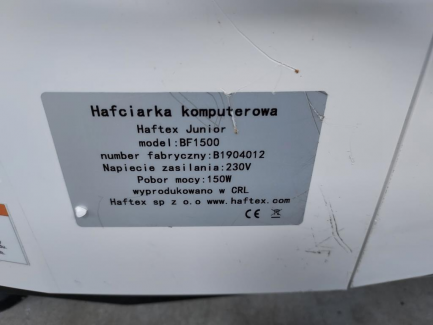 Hafciarka komputerowa
Haftex Junior
model:BF1500
number fabryczny:B1904012
Napiecie zasilania:230V
Pobor mocy:150W
wyprodukowano w CRL
Haftex sp z o.o www.haftex.com
CE